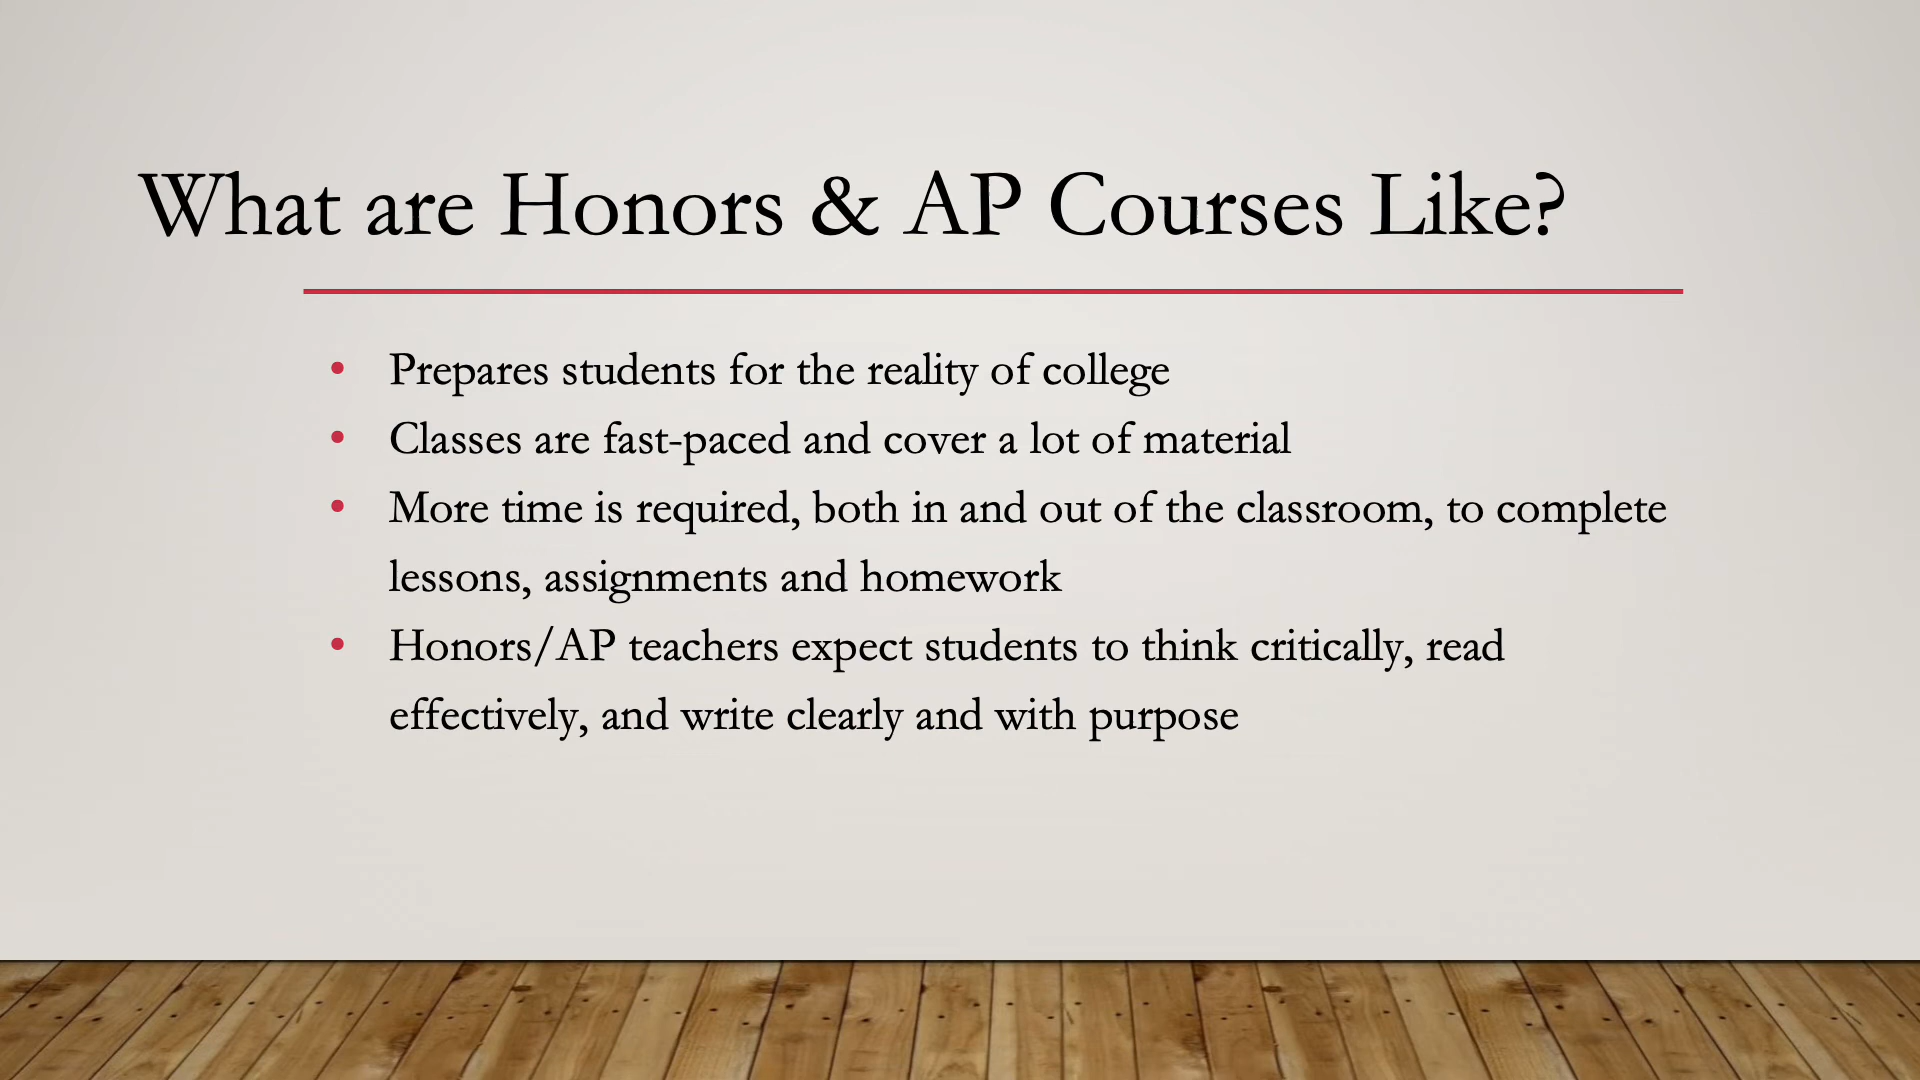 What are Honors & AP Courses Like?
• Prepares students for the reality of college
• Classes are fast-paced and cover a lot of material
• More time is required, both in and out of the classroom, to complete
lessons, assignments and homework
• Honors/AP teachers expect students to think critically, read
effectively, and write clearly and with purpose